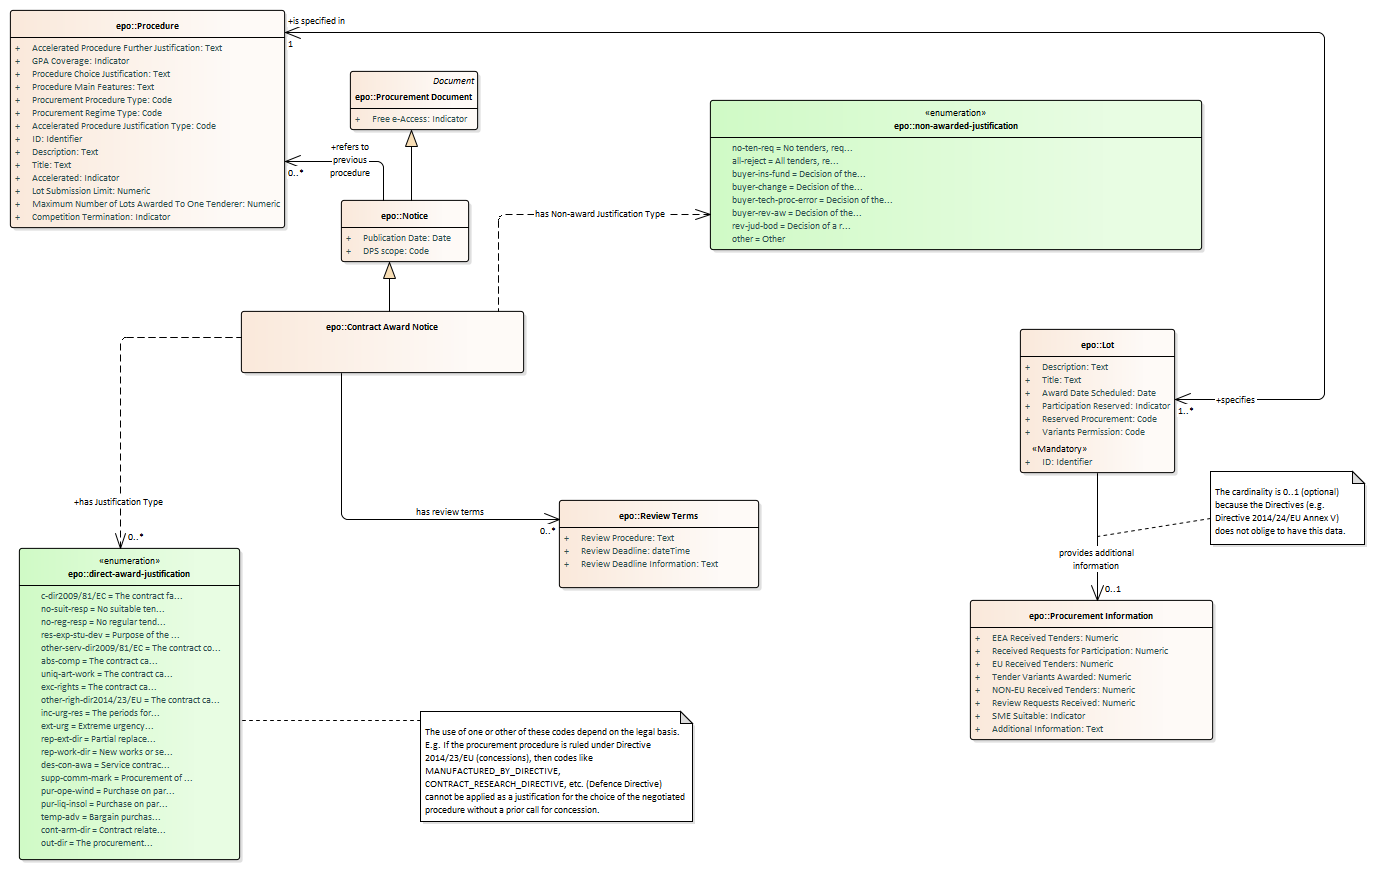 epo::Procedure
+ Accelerated Procedure Further Justification: Text
+ GPA Coverage: Indicator
+ Procedure Choice Justification: Text
+ Procedure Main Features: Text
+ Procurement Procedure Type: Code
+ Procurement Regime Type: Code
+ Accelerated Procedure Justification Type: Code
+ ID: Identifier
+ Description: Text
+ Title: Text
+ Accelerated: Indicator
+ Lot Submission Limit: Numeric
+ Maximum Number of Lots Awarded To One Tenderer: Numeric
+ Competition Termination: Indicator
+is specified in
1
Document
epo::Procurement Document
+ Free e-Access: Indicator
+refers to
previous
procedure
0..*
epo::Notice
+ Publication Date: Date
+ DPS scope: Code
«enumeration»
epo::non-awarded-justification
no-ten-req = No tenders, req...
all-reject = All tenders, re...
buyer-ins-fund = Decision of the...
buyer-change = Decision of the...
buyer-tech-proc-error = Decision of the...
buyer-rev-aw = Decision of the...
rev-jud-bod = Decision of a r...
other = Other
has Non-award Justification Type
epo::Contract Award Notice
epo::Lot
+ Description: Text
+ Title: Text
+ Award Date Scheduled: Date
+ Participation Reserved: Indicator
+ Reserved Procurement: Code
+ Variants Permission: Code
«Mandatory»
+ ID: Identifier
+specifies
1..*
The cardinality is 0..1 (optional)
because the Directives (e.g.
Directive 2014/24/EU Annex V)
does not oblige to have this data.
+has Justification Type
0..*
has review terms
0..*
epo::Review Terms
+ Review Procedure: Text
+ Review Deadline: dateTime
+ Review Deadline Information: Text
provides additional
information
0..1
epo::Procurement Information
+ EEA Received Tenders: Numeric
+ Received Requests for Participation: Numeric
+ EU Received Tenders: Numeric
+ Tender Variants Awarded: Numeric
+ NON-EU Received Tenders: Numeric
+ Review Requests Received: Numeric
+ SME Suitable: Indicator
+ Additional Information: Text
«enumeration»
epo::direct-award-justification
c-dir2009/81/EC = The contract fa...
no-suit-resp = No suitable ten...
no-reg-resp = No regular tend...
res-exp-stu-dev = Purpose of the ...
other-serv-dir2009/81/EC = The contract co...
abs-comp = The contract ca...
uniq-art-work = The contract ca...
exc-rights = The contract ca...
other-righ-dir2014/23/EU = The contract ca...
inc-urg-res = The periods for...
ext-urg = Extreme urgency...
rep-ext-dir = Partial replace...
rep-work-dir = New works or se...
des-con-awa = Service contrac...
supp-comm-mark = Procurement of ...
pur-ope-wind = Purchase on par...
pur-liq-insol = Purchase on par...
temp-adv = Bargain purchas...
cont-arm-dir = Contract relate...
out-dir = The procurement...
The use of one or other of these codes depend on the legal basis.
E.g. If the procurement procedure is ruled under Directive
2014/23/EU (concessions), then codes like
MANUFACTURED_BY_DIRECTIVE,
CONTRACT_RESEARCH_DIRECTIVE, etc. (Defence Directive)
cannot be applied as a justification for the choice of the negotiated
procedure without a prior call for concession.